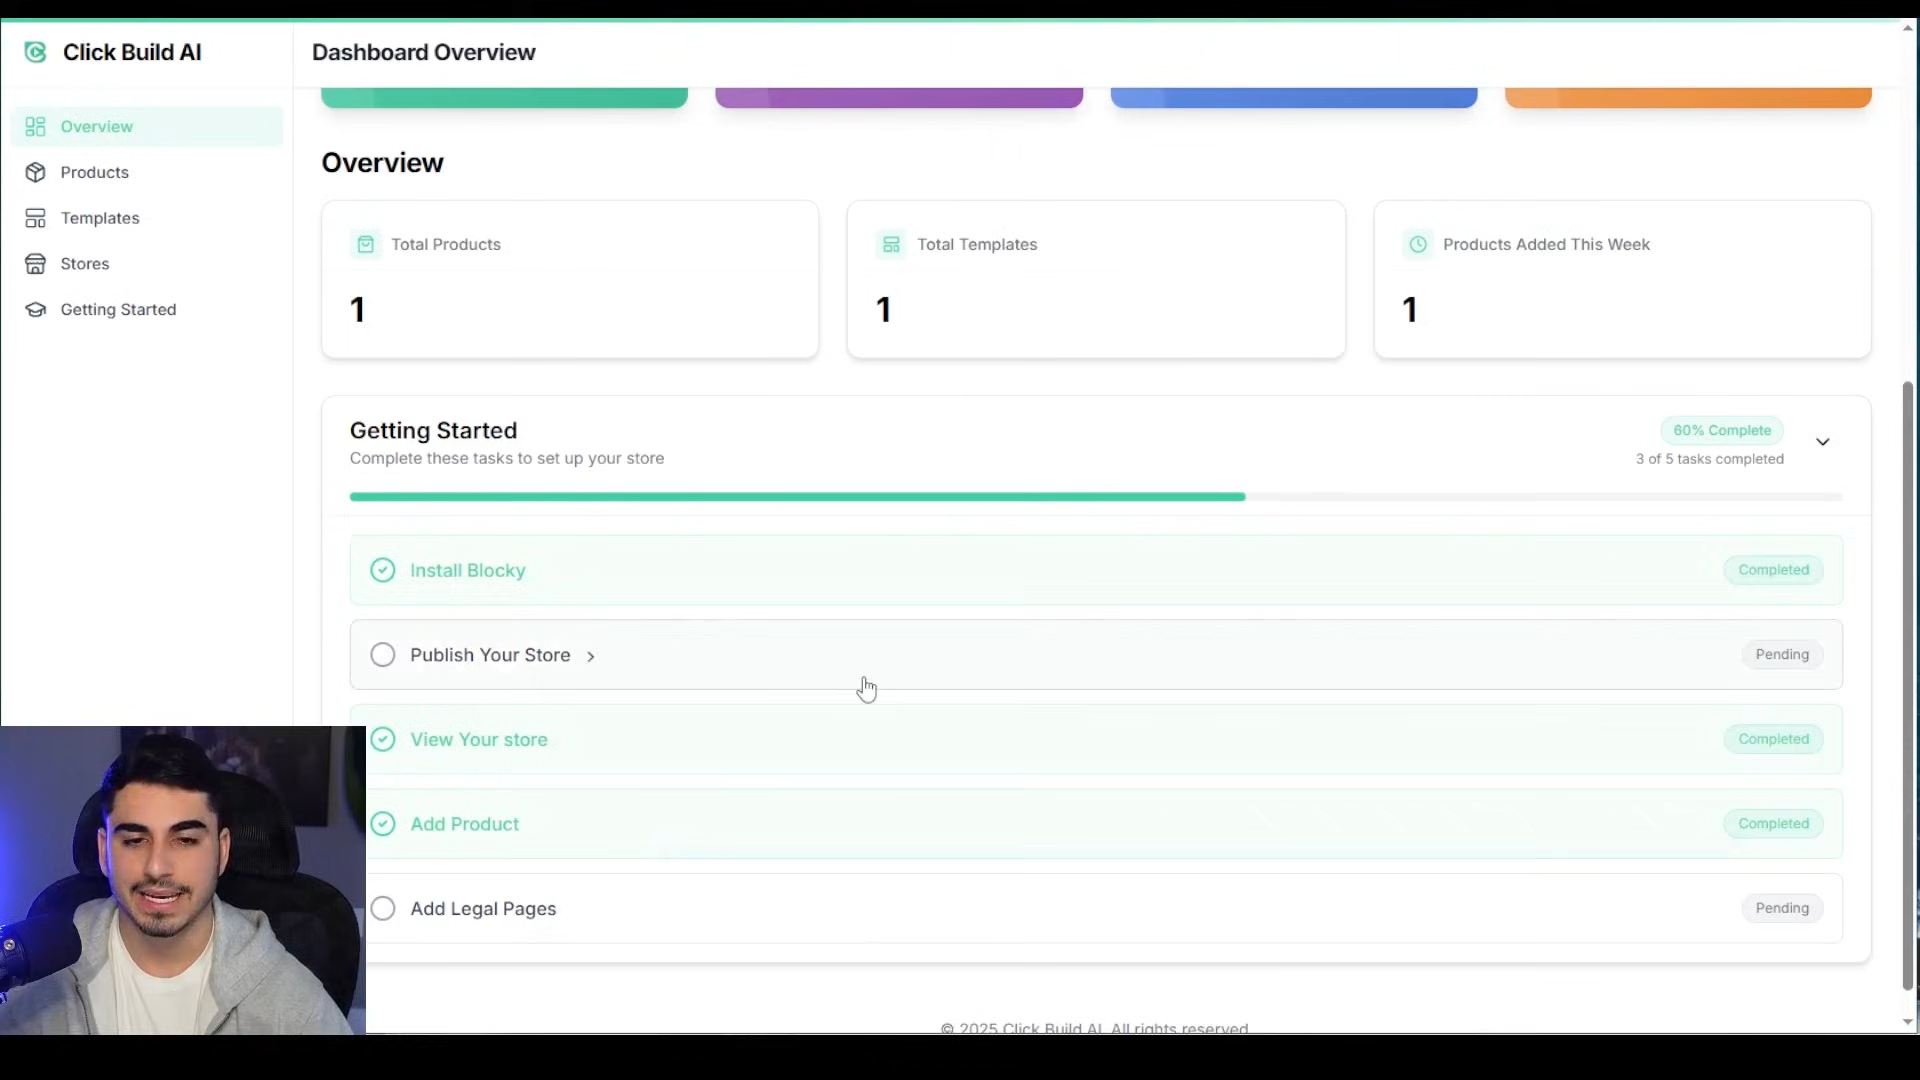 Click Build AI
Dashboard Overview
Overview
Products
Templates
Stores
Getting Started
Overview
Total Products
1
Total Templates
1
Products Added This Week
1
Getting Started
60% Complete
Complete these tasks to set up your store
3 of 5 tasks completed
Install Blocky
Completed
Publish Your Store
Pending
View Your store
Completed
Add Product
Completed
Add Legal Pages
Pending
© 2025 Click Build AI. All rights reserved